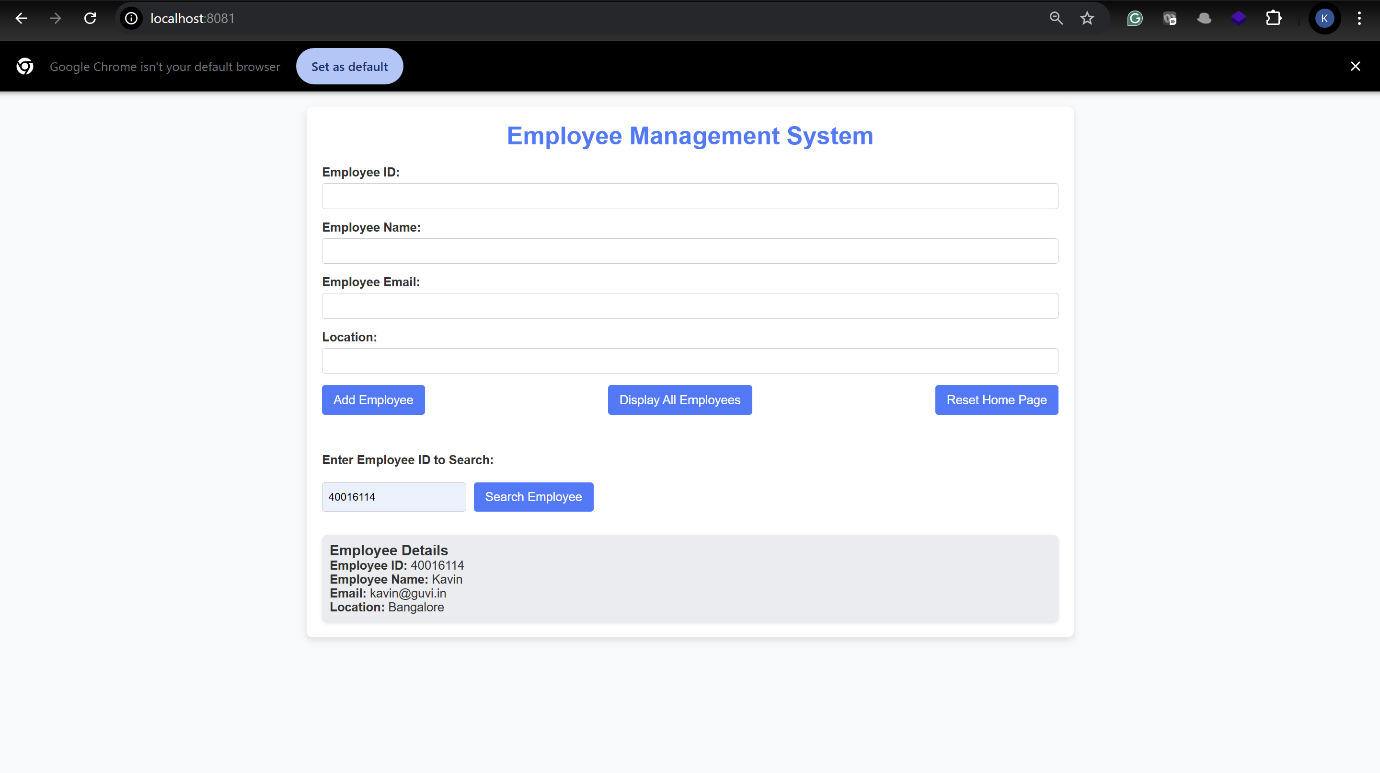 localhost:8081
K
Google Chrome isn't your default browser Set as default
Employee Management System
Employee ID:
Employee Name:
Employee Email:
Location:
Add Employee Display All Employees Reset Home Page
Enter Employee ID to Search:
40016114 Search Employee
Employee Details
Employee ID: 40016114
Employee Name: Kavin
Email: kavin@guvi.in
Location: Bangalore